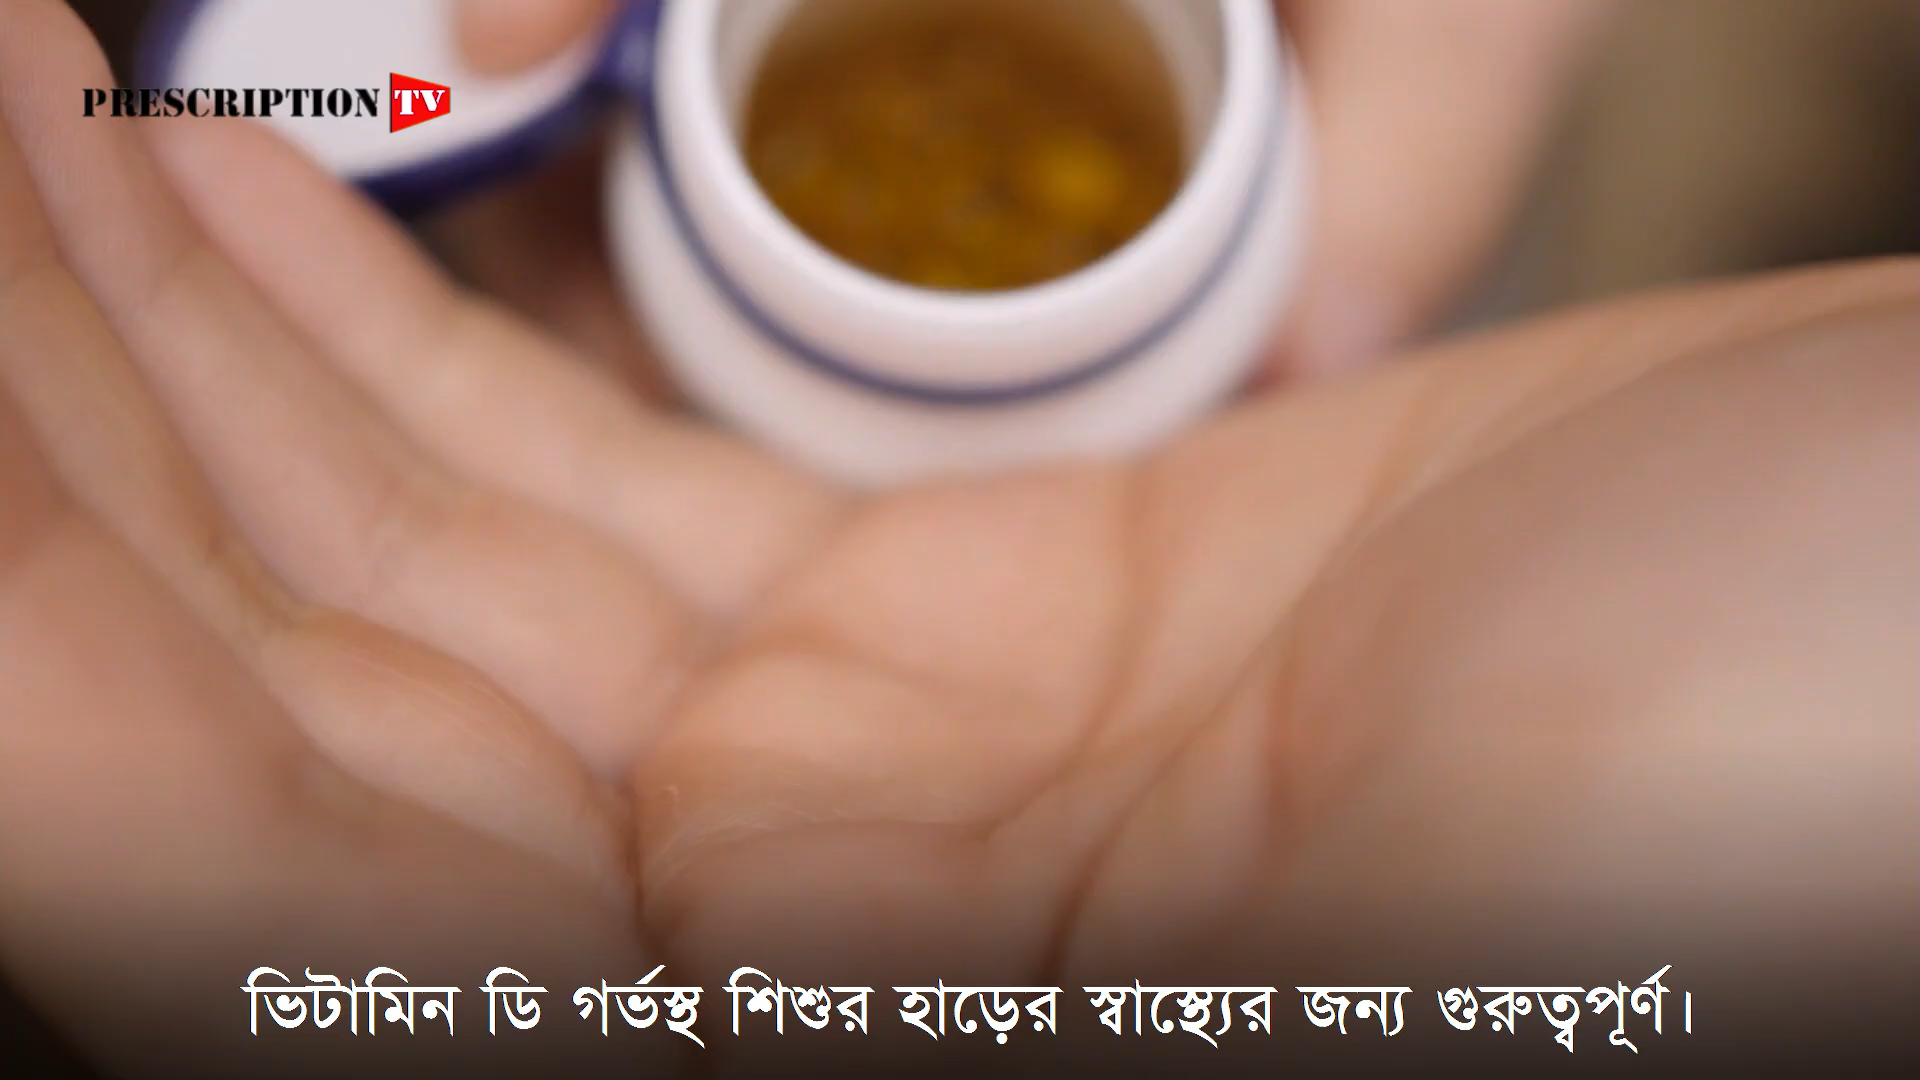 PRESCRIPTION TV
ভিটামিন ডি গর্ভস্থ শিশুর হাড়ের স্বাস্থ্যের জন্য গুরুত্বপূর্ণ।